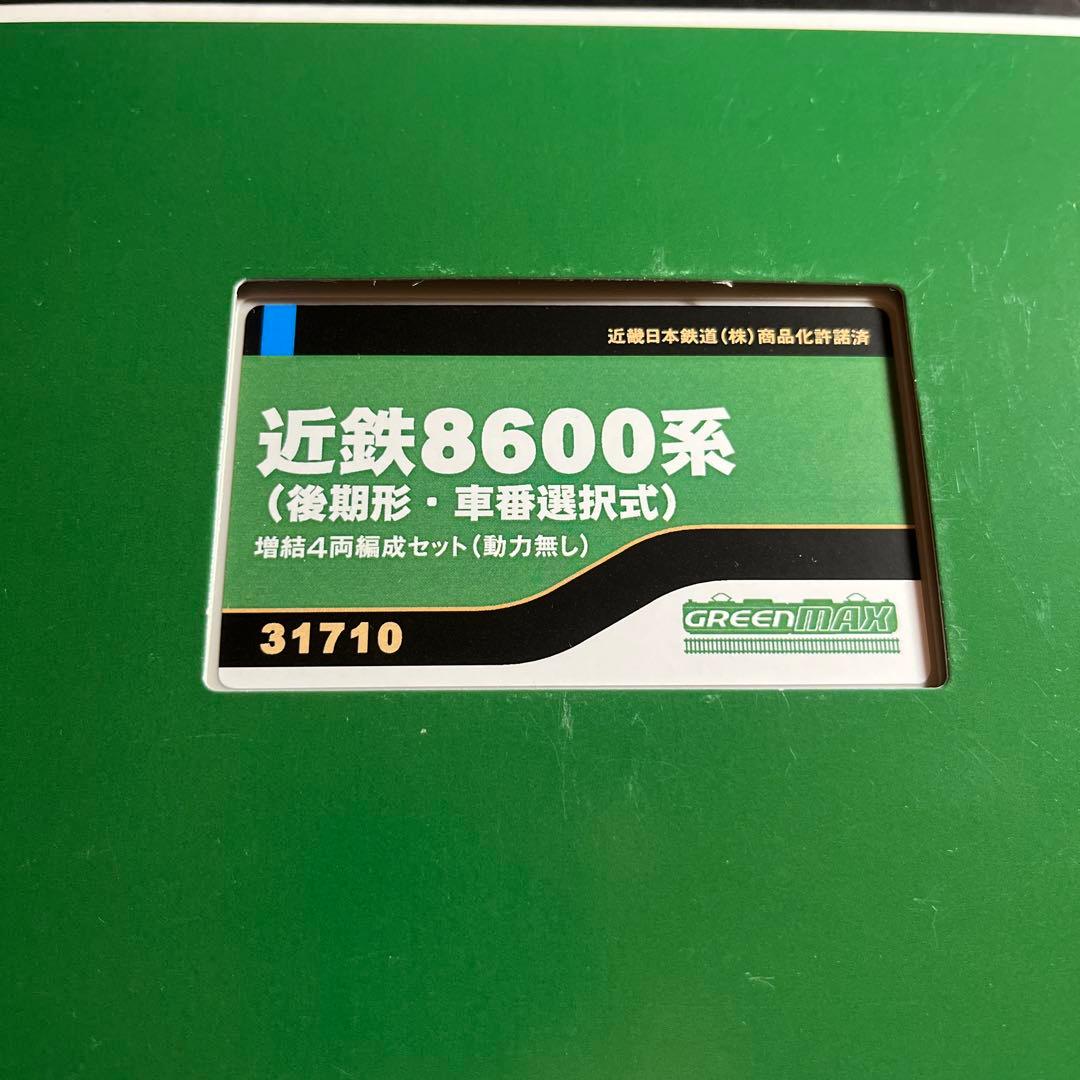 近畿日本鉄道(株)商品化許諾済
近鉄8600系
(後期形・車番選択式)
増結4両編成セット(動力無し)
31710
GREENMAX